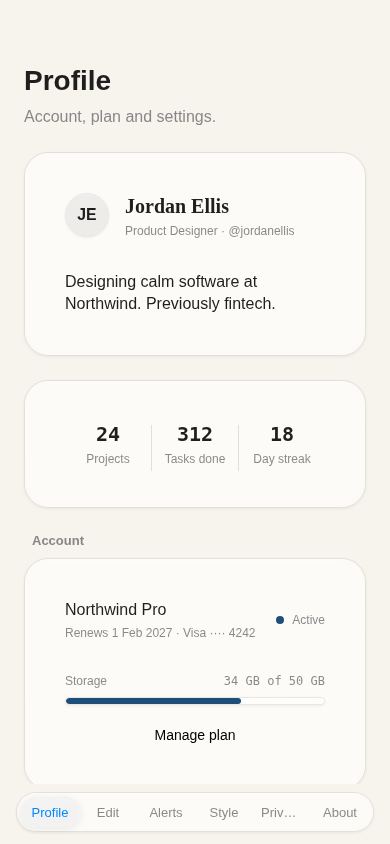 Profile
Account, plan and settings.
JE
Jordan Ellis
Product Designer · @jordanellis
Designing calm software at
Northwind. Previously fintech.
24 312 18
Projects Tasks done Day streak
Account
Northwind Pro
Active
Renews 1 Feb 2027 · Visa ···· 4242
Storage 34 GB of 50 GB
Manage plan
Profile Edit Alerts Style Priv… About